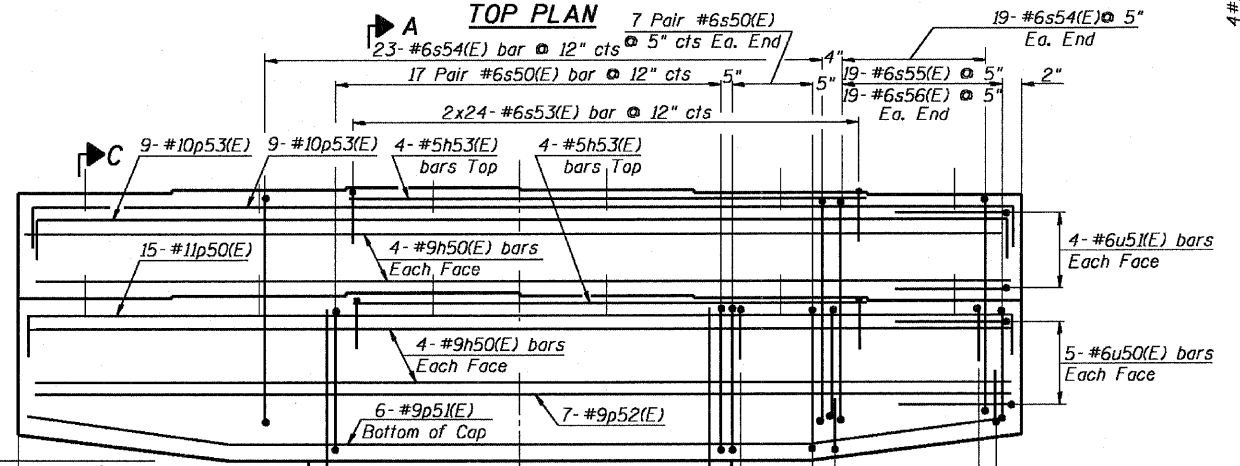 TOP PLAN
A
7 Pair #6s50(E)
@ 5" cts Ea. End
19- #6s54(E)@ 5"
Ea. End
23- #6s54(E) bar @ 12" cts
4"
17 Pair #6s50(E) bar @ 12" cts
5"
5"
19- #6s55(E) @ 5"
19- #6s56(E) @ 5"
Ea. End
2"
2x24- #6s53(E) bar @ 12" cts
C
9- #10p53(E)
9- #10p53(E)
4- #5h53(E)
bars Top
4- #5h53(E)
bars Top
15- #11p50(E)
4- #9h50(E) bars
Each Face
4- #6u51(E) bars
Each Face
4- #9h50(E) bars
Each Face
5- #6u50(E) bars
Each Face
6- #9p51(E)
Bottom of Cap
7- #9p52(E)